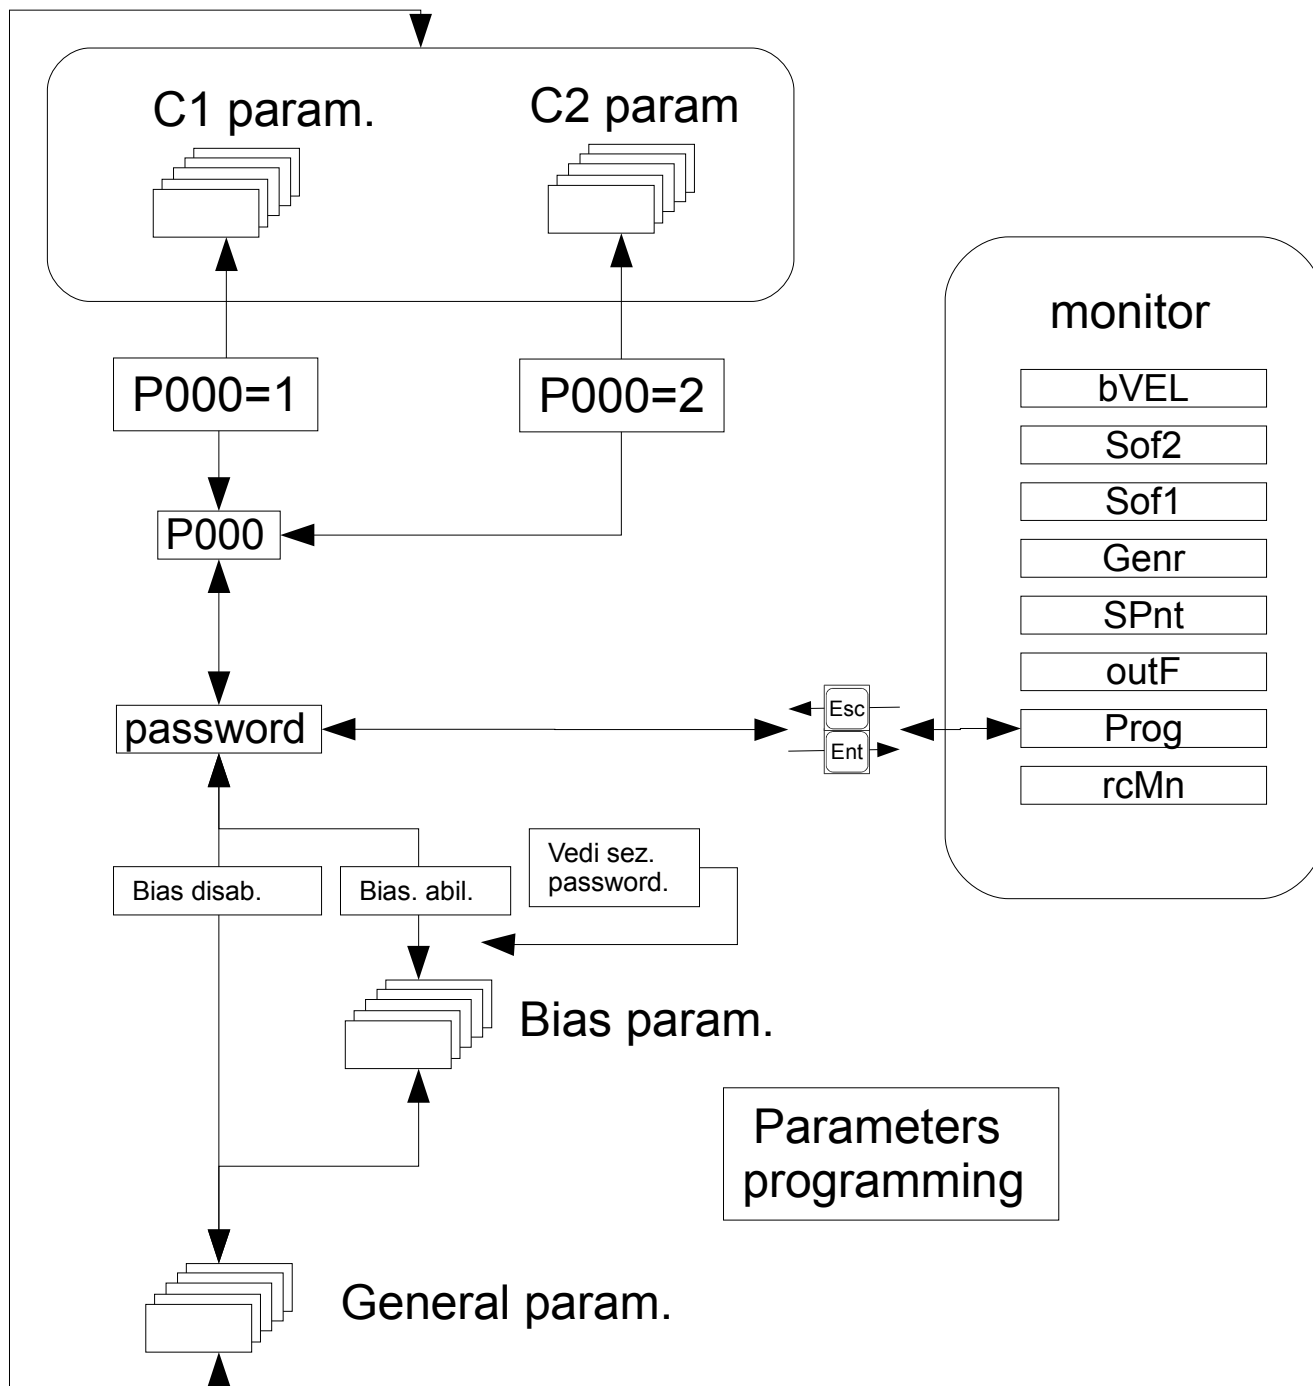 C1 param.
C2 param
P000=1
P000=2
P000
password
monitor
bVEL
Sof2
Sof1
Genr
SPnt
outF
Prog
rcMn
Esc
Ent
Bias disab.
Bias. abil.
Vedi sez.
password.
Bias param.
Parameters
programming
General param.